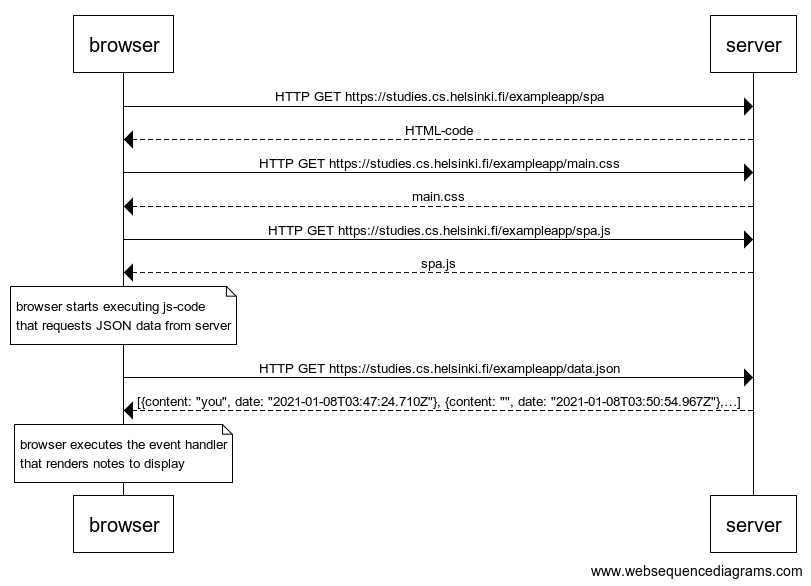 browser
server
HTTP GET https://studies.cs.helsinki.fi/exampleapp/spa
HTML-code
HTTP GET https://studies.cs.helsinki.fi/exampleapp/main.css
main.css
HTTP GET https://studies.cs.helsinki.fi/exampleapp/spa.js
spa.js
browser starts executing js-code
that requests JSON data from server
HTTP GET https://studies.cs.helsinki.fi/exampleapp/data.json
[{content: "you", date: "2021-01-08T03:47:24.710Z"}, {content: "", date: "2021-01-08T03:50:54.967Z"},…]
browser executes the event handler
that renders notes to display
browser
server
www.websequencediagrams.com